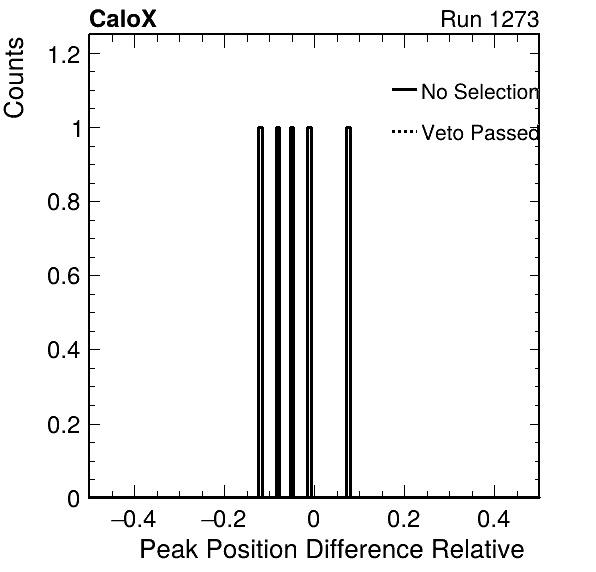 CaloX Run 1273
Counts
1.2
1
0.8
0.6
0.4
0.2
0
No Selection
Veto Passed
−0.4 −0.2 0 0.2 0.4
Peak Position Difference Relative